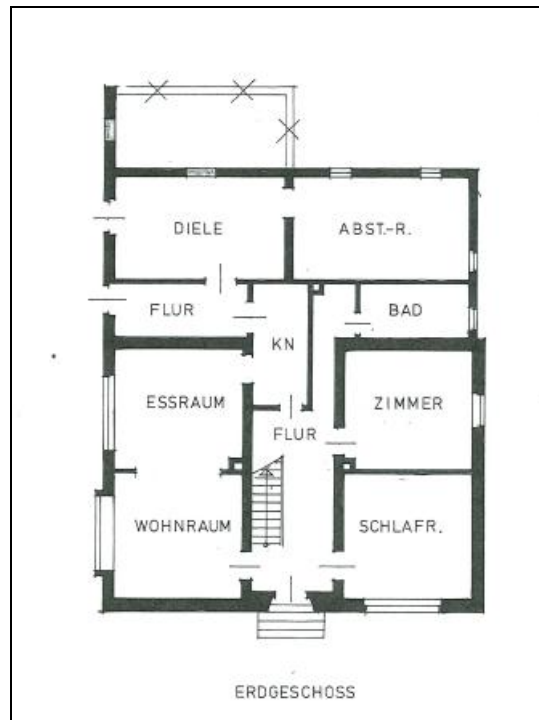 DIELE
ABST.-R.
FLUR
BAD
KN
ESSRAUM
ZIMMER
FLUR
WOHNRAUM
SCHLAFR.
ERDGESCHOSS